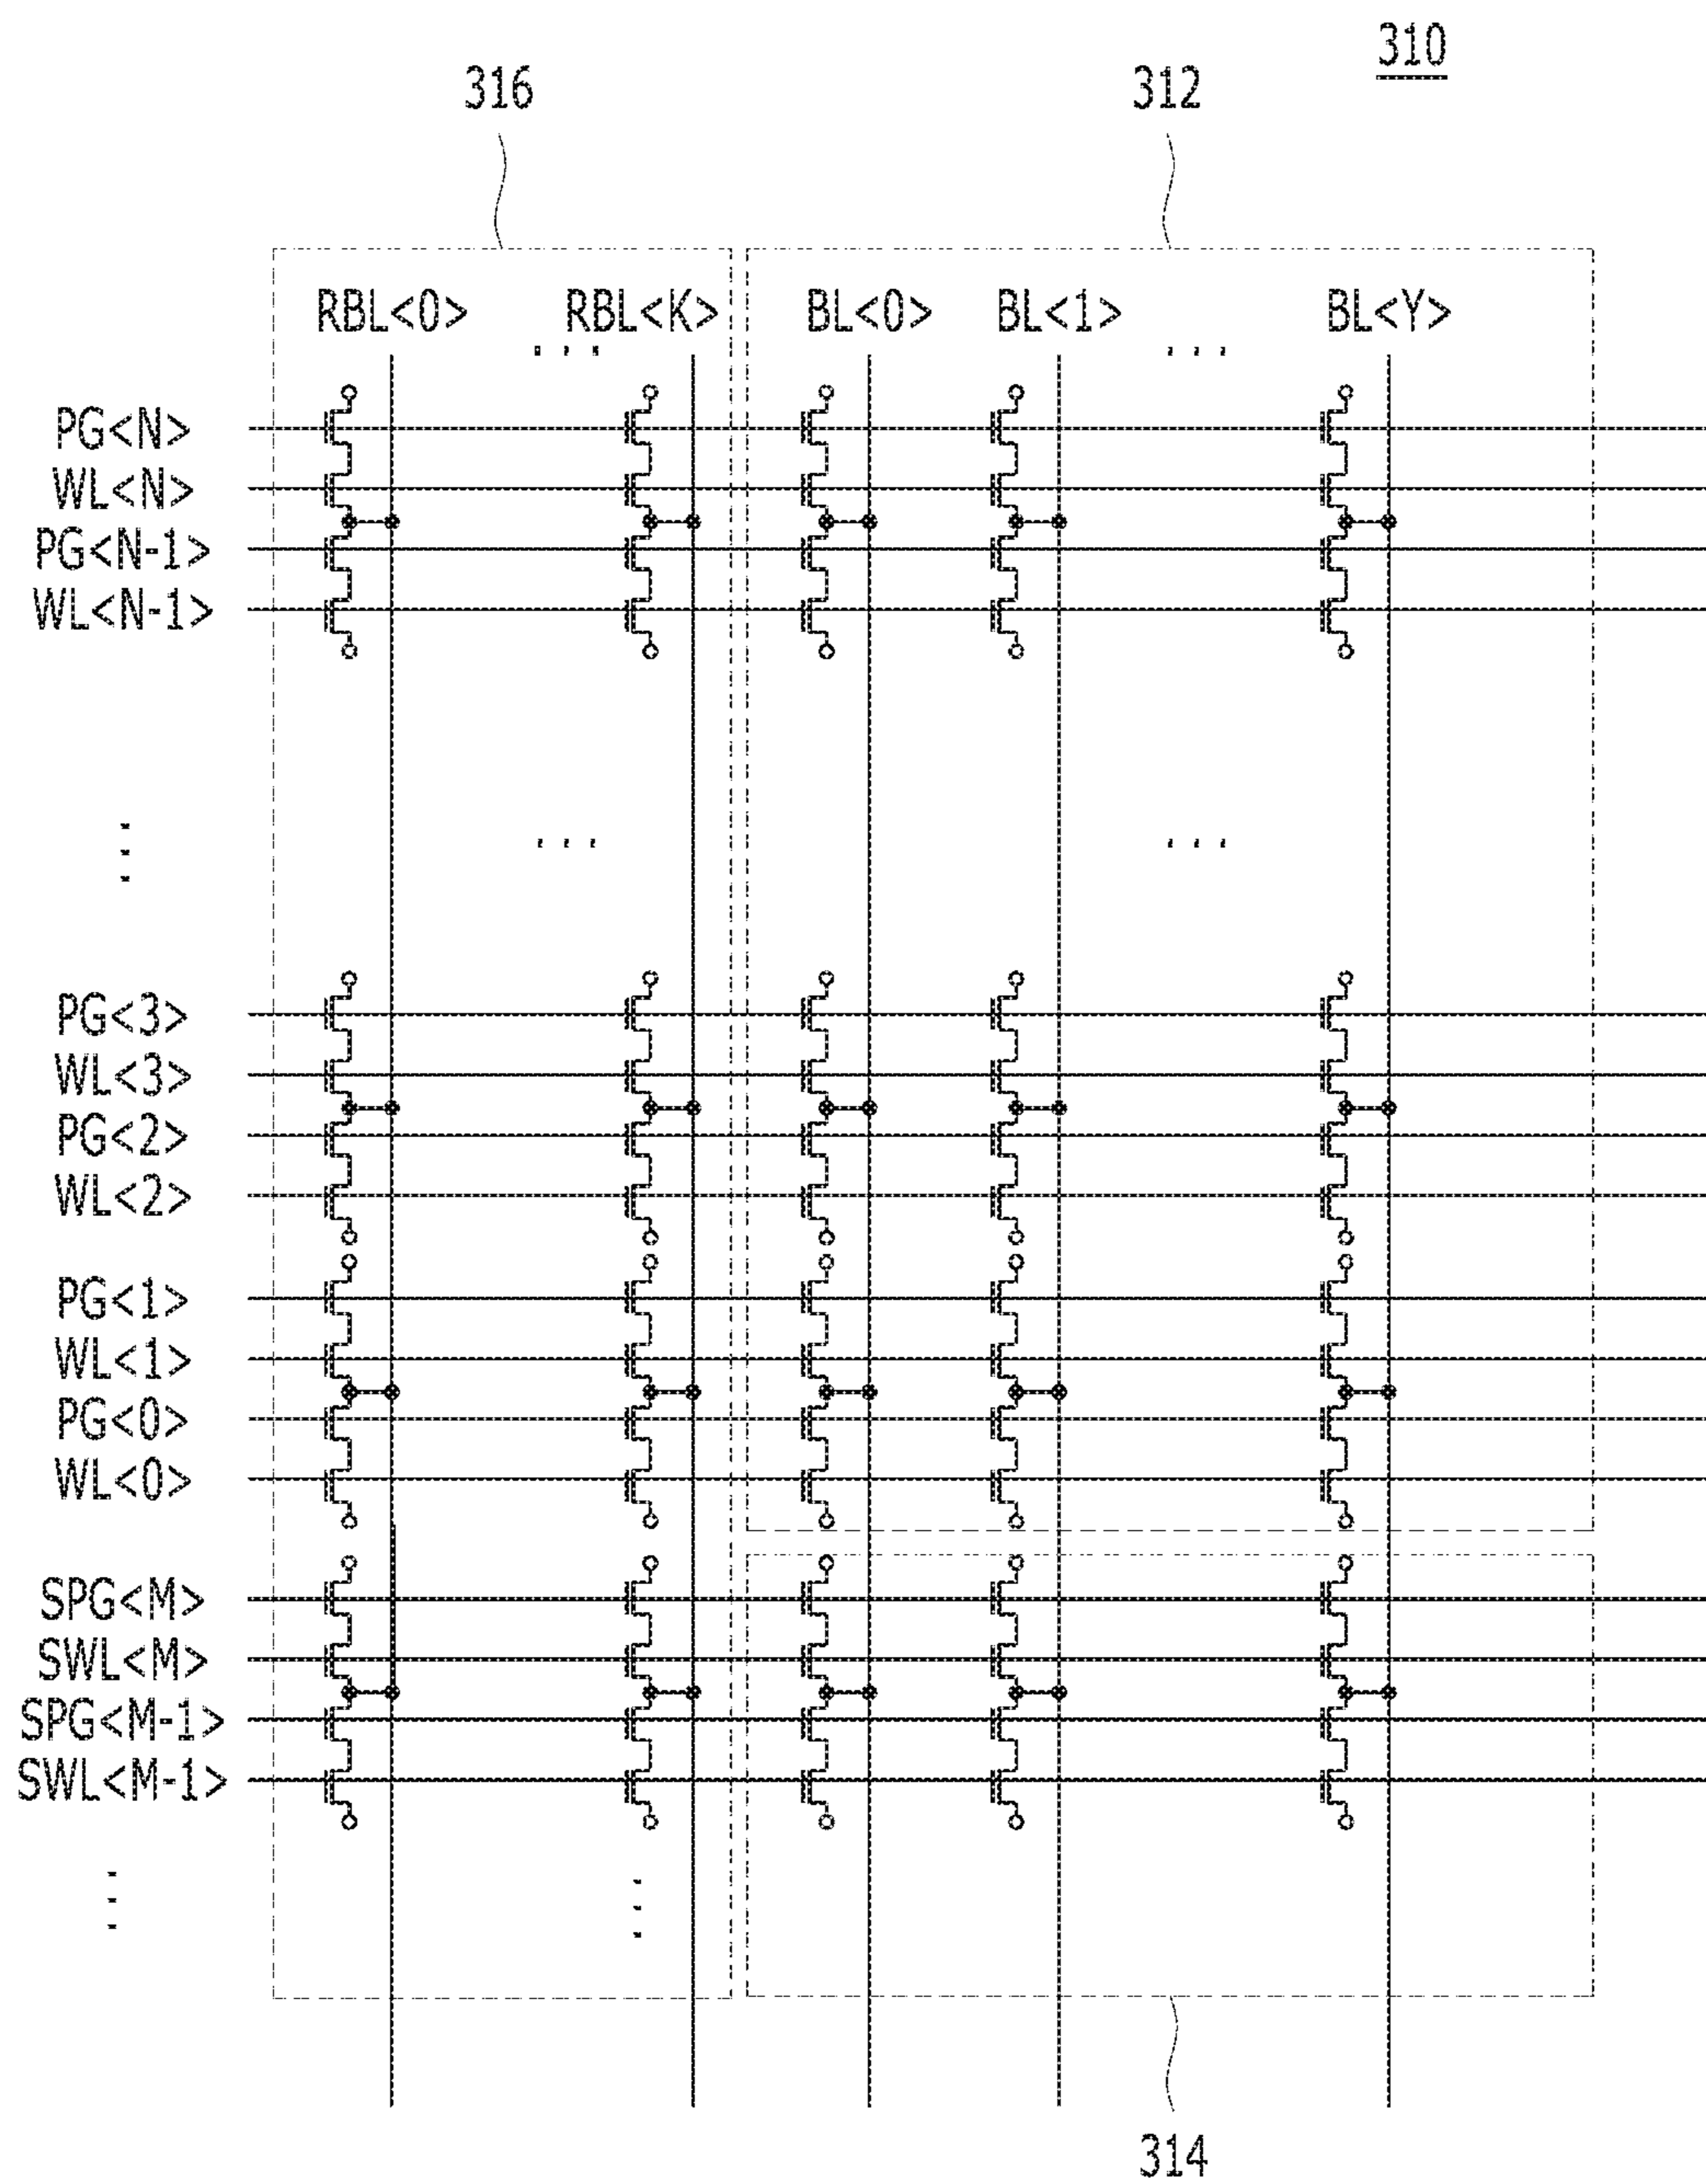 310
316 312
RBL<0> RBL<K> BL<0> BL<1> BL<Y>
PG<N>
WL<N>
PG<N-1>
WL<N-1>
PG<3>
WL<3>
PG<2>
WL<2>
PG<1>
WL<1>
PG<0>
WL<0>
SPG<M>
SWL<M>
SPG<M-1>
SWL<M-1>
314